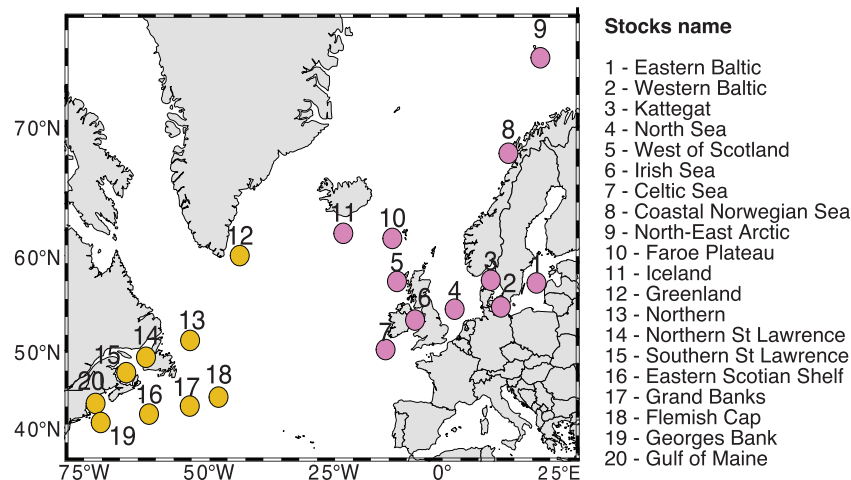 9
Stocks name
1 - Eastern Baltic
2 - Western Baltic
3 - Kattegat
4 - North Sea
5 - West of Scotland
6 - Irish Sea
7 - Celtic Sea
8 - Coastal Norwegian Sea
9 - North-East Arctic
10 - Faroe Plateau
11 - Iceland
12 - Greenland
13 - Northern
14 - Northern St Lawrence
15 - Southern St Lawrence
16 - Eastern Scotian Shelf
17 - Grand Banks
18 - Flemish Cap
19 - Georges Bank
20 - Gulf of Maine
70°N
8
11
10
12
60°N
5
3
1
6
4
2
13
14
7
50°N
15
20
16
17
18
40°N
19
75°W
50°W
25°W
0°
25°E